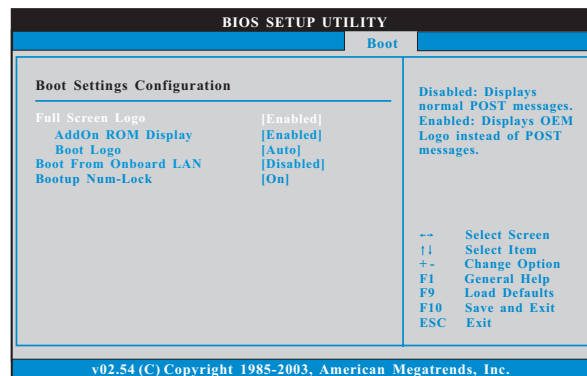 BIOS SETUP UTILITY
Boot
Boot Settings Configuration
Full Screen Logo [Enabled]
AddOn ROM Display [Enabled]
Boot Logo [Auto]
Boot From Onboard LAN [Disabled]
Bootup Num-Lock [On]
Disabled: Displays
normal POST messages.
Enabled: Displays OEM
Logo instead of POST
messages.
←→ Select Screen
↑↓ Select Item
+- Change Option
F1 General Help
F9 Load Defaults
F10 Save and Exit
ESC Exit
v02.54 (C) Copyright 1985-2003, American Megatrends, Inc.